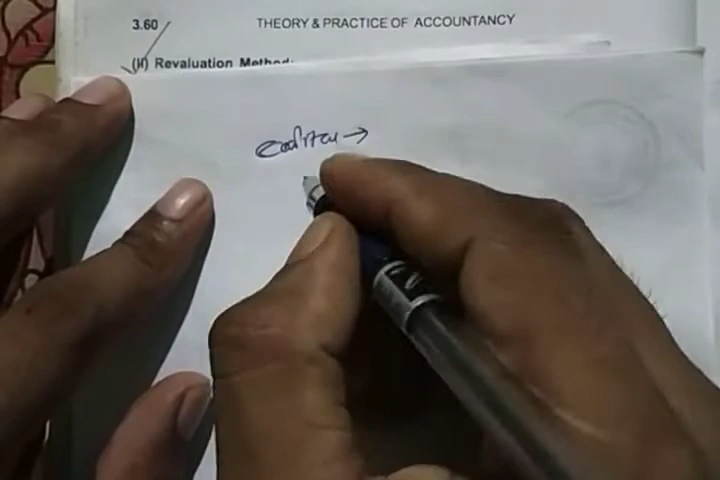 3.60 THEORY & PRACTICE OF ACCOUNTANCY
(II) Revaluation Method:
→